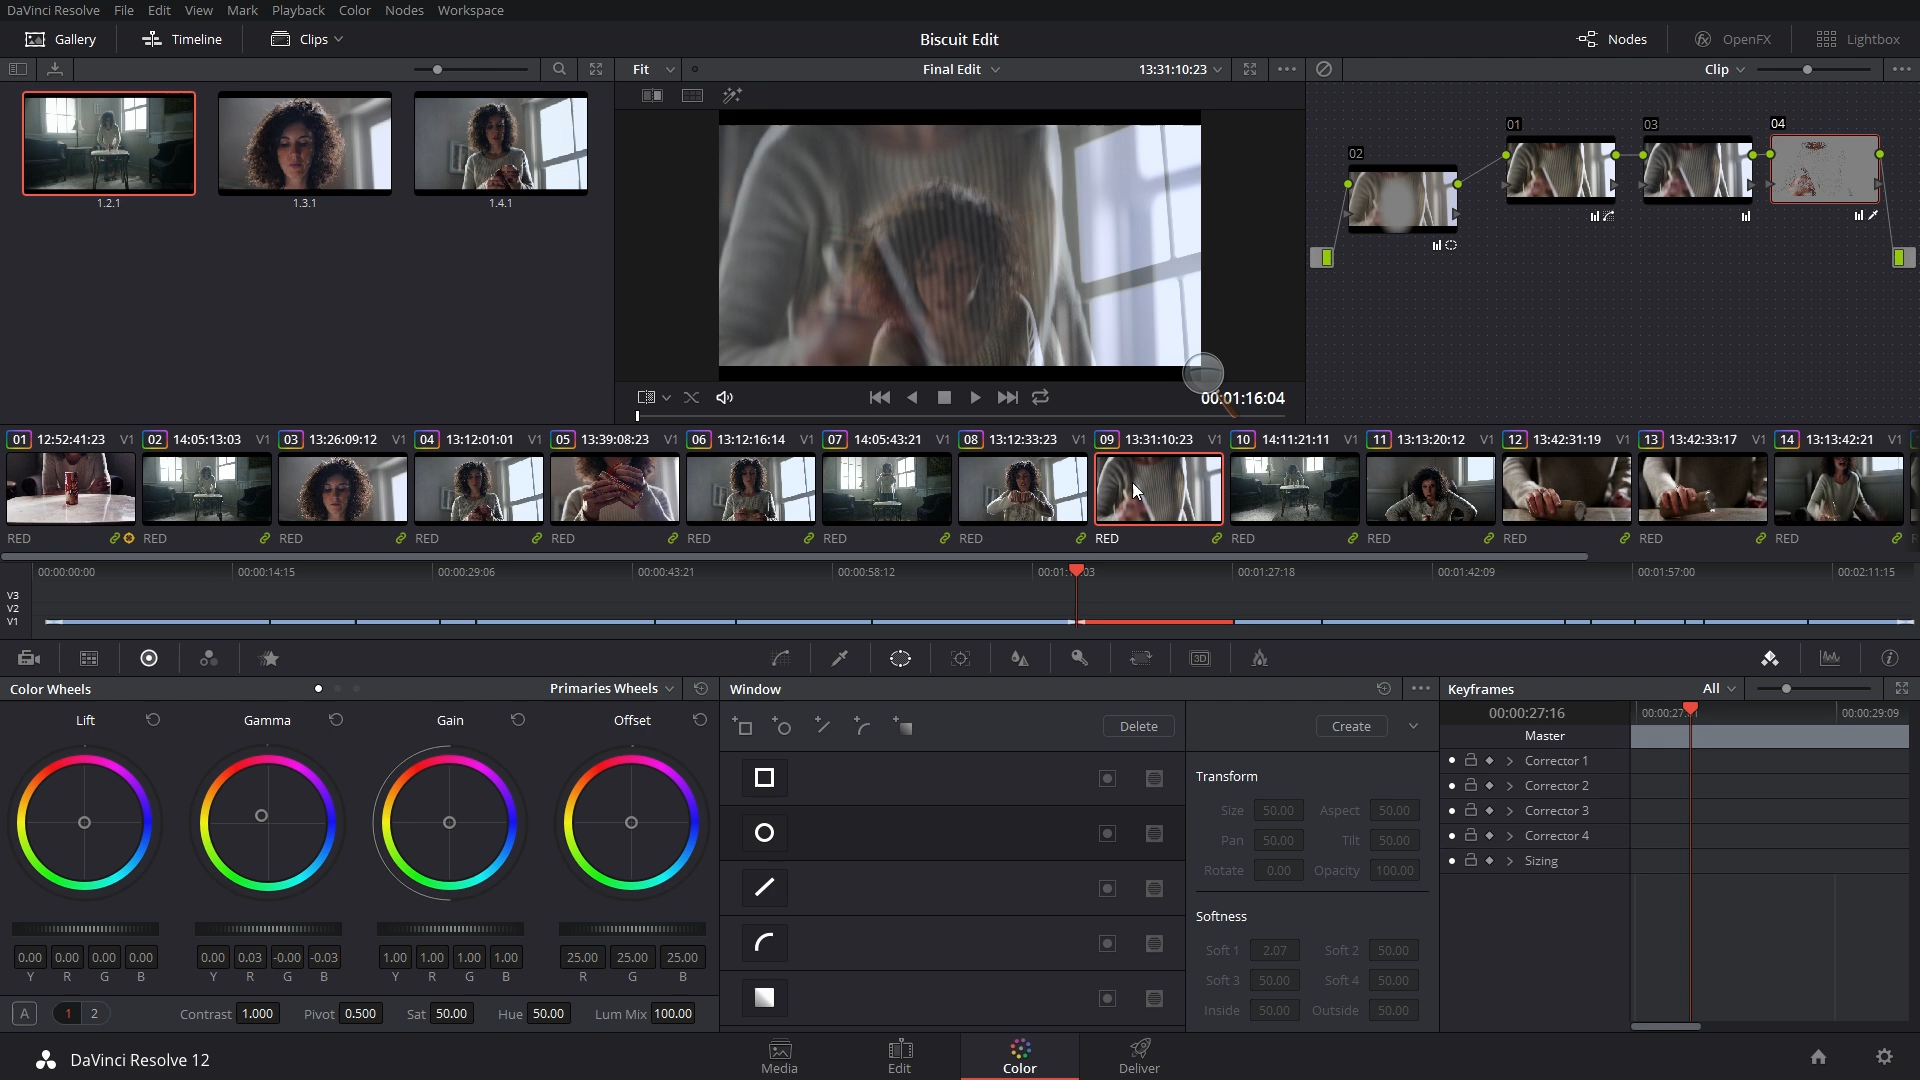 DaVinci Resolve File Edit View Mark Playback Color Nodes Workspace
Gallery Timeline Clips Biscuit Edit Nodes OpenFX Lightbox
Fit Final Edit 13:31:10:23 Clip
1.2.1 1.3.1 1.4.1
02 01 03 04
00:01:16:04
01 12:52:41:23 V1 02 14:05:13:03 V1 03 13:26:09:12 V1 04 13:12:01:01 V1 05 13:39:08:23 V1 06 13:12:16:14 V1 07 14:05:43:21 V1 08 13:12:33:23 V1 09 13:31:10:23 V1 10 14:11:21:11 V1 11 13:13:20:12 V1 12 13:42:31:19 V1 13 13:42:33:17 V1 14 13:13:42:21 V1
RED RED RED RED RED RED RED RED RED RED RED RED RED RED
00:00:00:00 00:00:14:15 00:00:29:06 00:00:43:21 00:00:58:12 00:01:27:18 00:01:42:09 00:01:57:00 00:02:11:15
V3
V2
V1
Color Wheels Primaries Wheels Window Keyframes All
Lift Gamma Gain Offset
Delete Create
00:00:27:16 00:00:29:09
Master
Corrector 1
Corrector 2
Corrector 3
Corrector 4
Sizing
Transform
Size 50.00 Aspect 50.00
Pan 50.00 Tilt 50.00
Rotate 0.00 Opacity 100.00
Softness
Soft 1 2.07 Soft 2 50.00
Soft 3 50.00 Soft 4 50.00
Inside 50.00 Outside 50.00
0.00 0.00 0.00 0.00 0.00 0.03 -0.00 -0.03 1.00 1.00 1.00 1.00 25.00 25.00 25.00
Y R G B Y R G B Y R G B R G B
A 1 2 Contrast 1.000 Pivot 0.500 Sat 50.00 Hue 50.00 Lum Mix 100.00
DaVinci Resolve 12 Media Edit Color Deliver